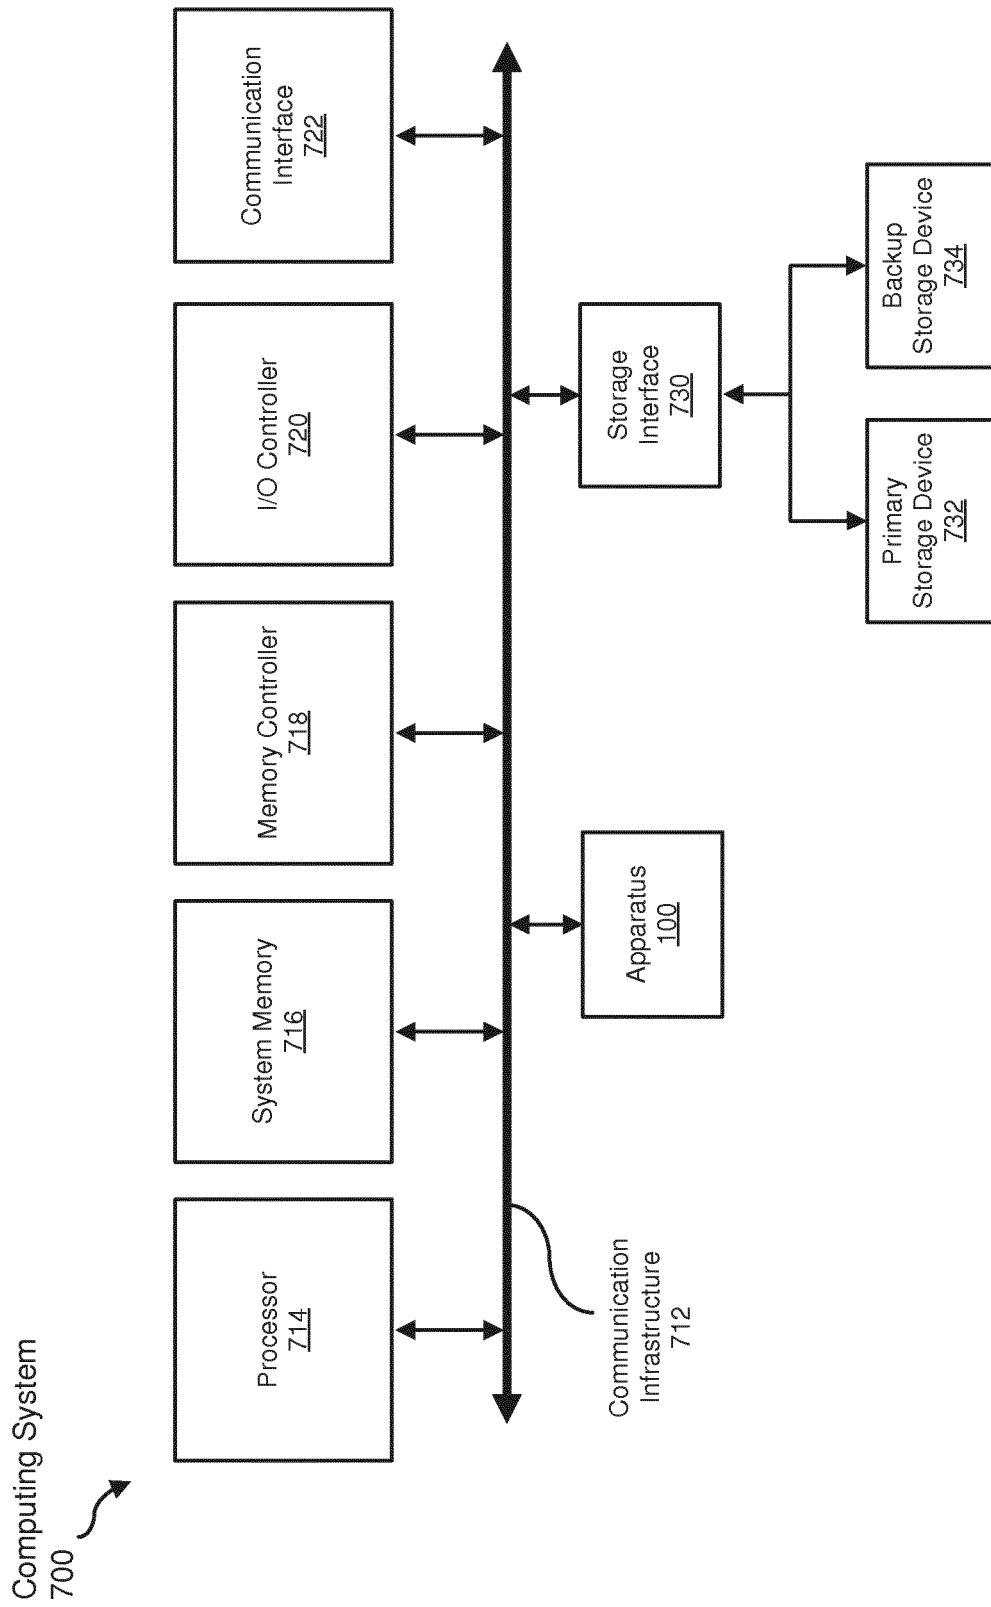 Computing System
700
Processor
714
System Memory
716
Memory Controller
718
I/O Controller
720
Communication
Interface
722
Communication
Infrastructure
712
Apparatus
100
Storage
Interface
730
Primary
Storage Device
732
Backup
Storage Device
734